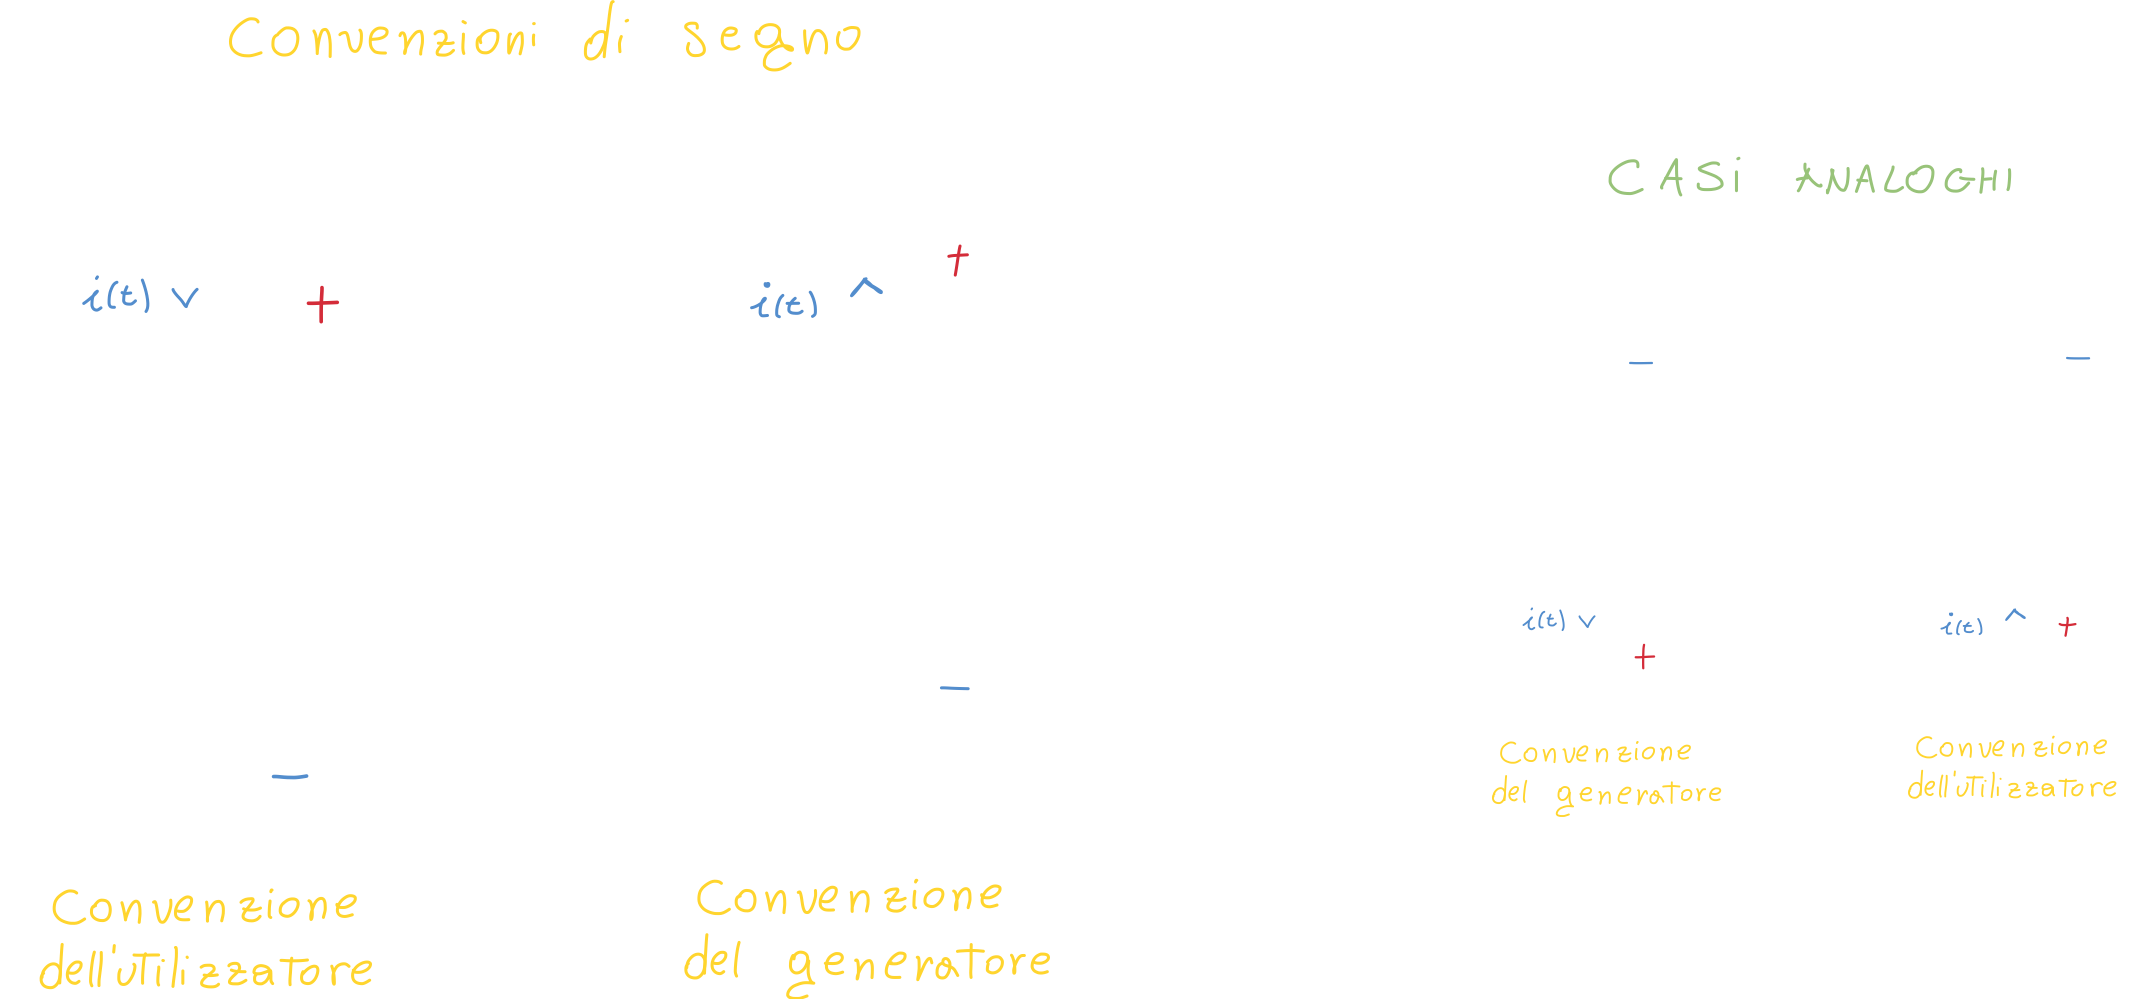 Convenzioni di segno
CASi ANALOGHI
i(t) ∨ +
i(t) ^ +
−
−
−
−
i(t) ∨
+
i(t) ^ +
Convenzione
dell'utilizzatore
Convenzione
del generatore
Convenzione
del generatore
Convenzione
dell'utilizzatore